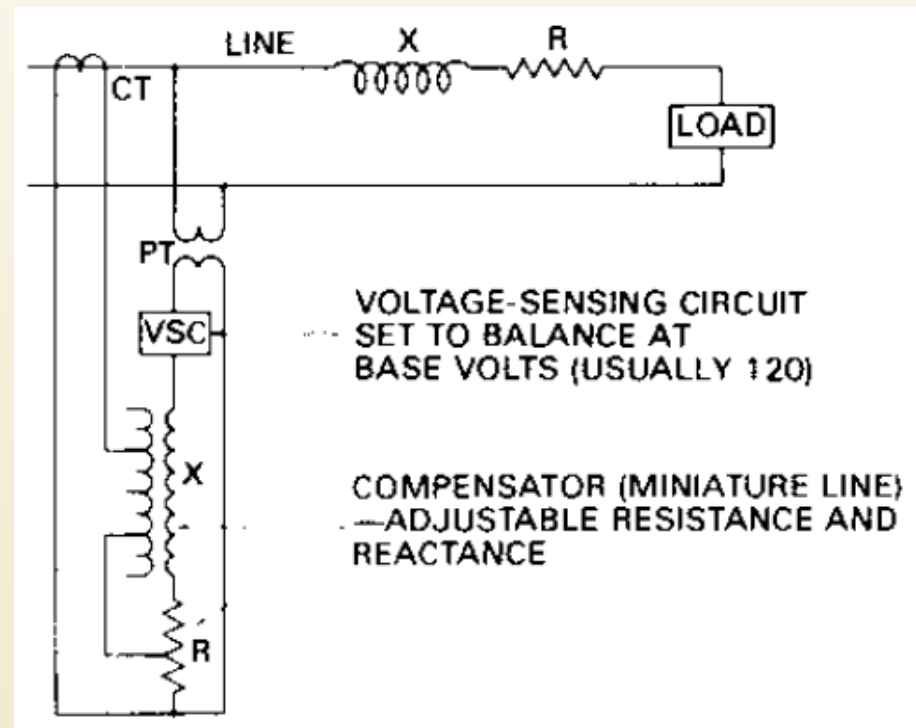 LINE
X
R
CT
LOAD
PT
VSC
VOLTAGE-SENSING CIRCUIT
SET TO BALANCE AT
BASE VOLTS (USUALLY 120)
X
COMPENSATOR (MINIATURE LINE)
—ADJUSTABLE RESISTANCE AND
REACTANCE
R